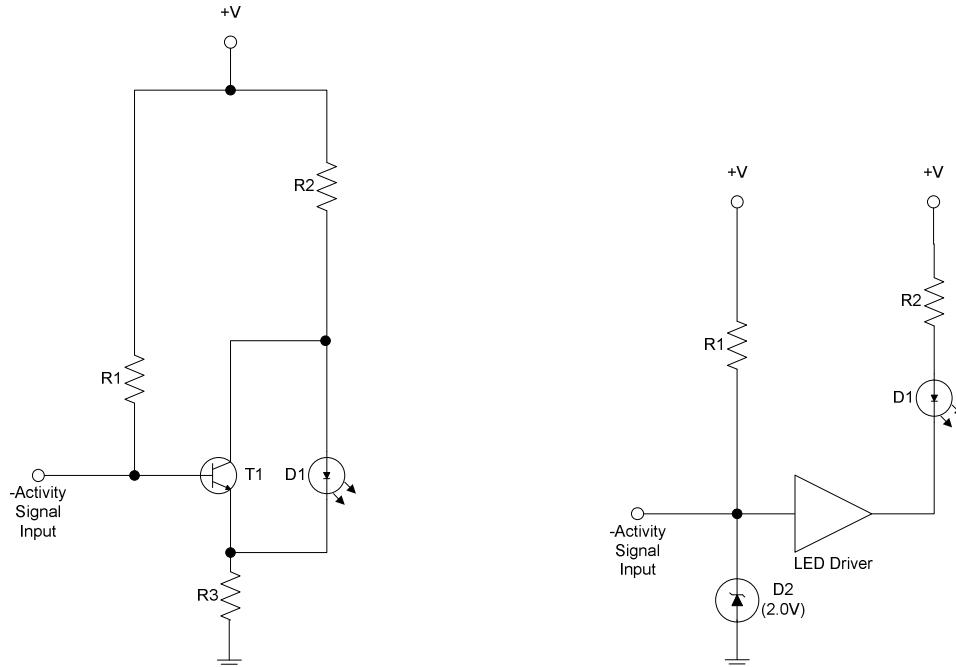 +V
R2
R1
T1
D1
-Activity
Signal
Input
R3
+V
+V
R2
R1
D1
-Activity
Signal
Input
LED Driver
D2
(2.0V)